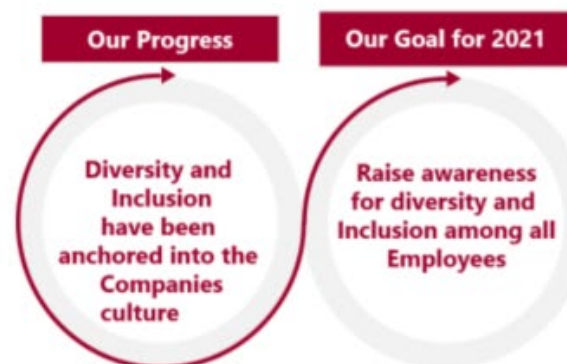 Our Progress
Diversity and
Inclusion
have been
anchored into the
Companies
culture
Our Goal for 2021
Raise awareness
for diversity and
Inclusion among all
Employees